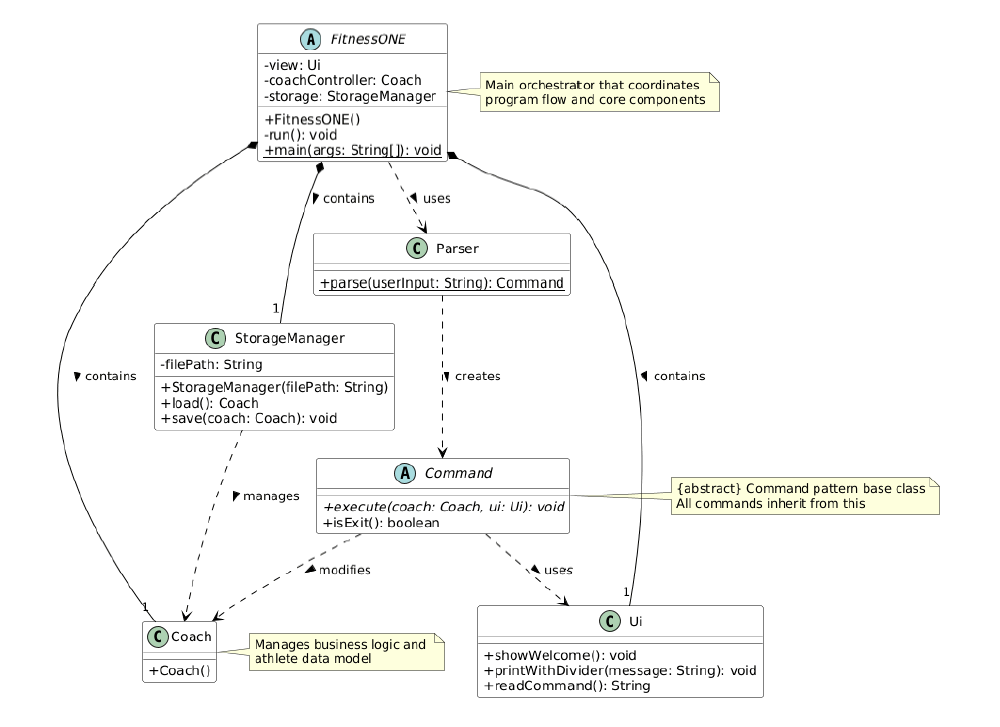 A FitnessONE
-view: Ui
-coachController: Coach
-storage: StorageManager
+FitnessONE()
-run(): void
+main(args: String[]): void
Main orchestrator that coordinates
program flow and core components
contains
uses
C Parser
+parse(userInput: String): Command
1
C StorageManager
-filePath: String
+StorageManager(filePath: String)
+load(): Coach
+save(coach: Coach): void
contains
creates
contains
A Command
+execute(coach: Coach, ui: Ui): void
+isExit(): boolean
{abstract} Command pattern base class
All commands inherit from this
manages
modifies
uses
1
1
C Coach
+Coach()
Manages business logic and
athlete data model
C Ui
+showWelcome(): void
+printWithDivider(message: String): void
+readCommand(): String